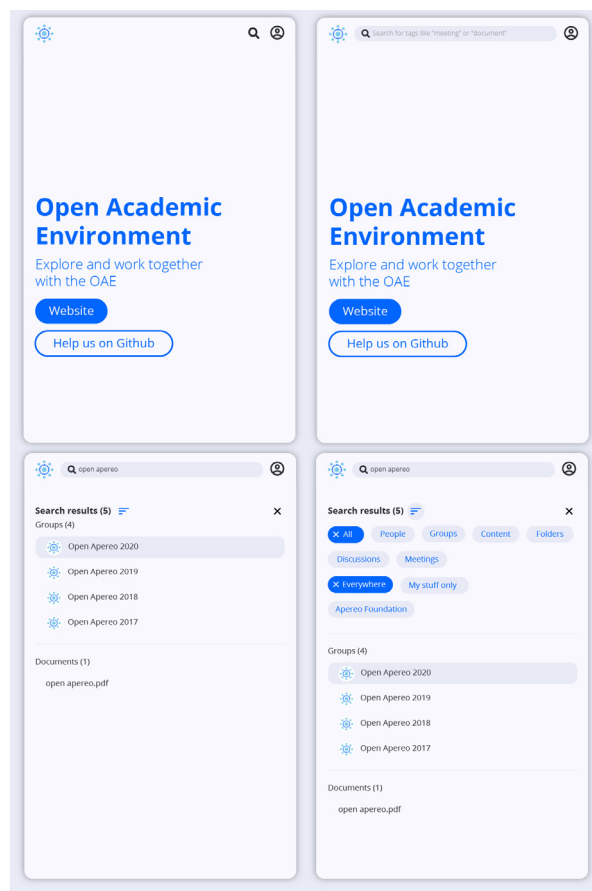 Open Academic
Environment
Explore and work together
with the OAE
Website
Help us on Github
Search for tags like "meeting" or "document"
Open Academic
Environment
Explore and work together
with the OAE
Website
Help us on Github
open apereo
Search results (5)
Groups (4)
Open Apereo 2020
Open Apereo 2019
Open Apereo 2018
Open Apereo 2017
Documents (1)
open apereo.pdf
open apereo
Search results (5)
All People Groups Content Folders
Discussions Meetings
Everywhere My stuff only
Apereo Foundation
Groups (4)
Open Apereo 2020
Open Apereo 2019
Open Apereo 2018
Open Apereo 2017
Documents (1)
open apereo.pdf